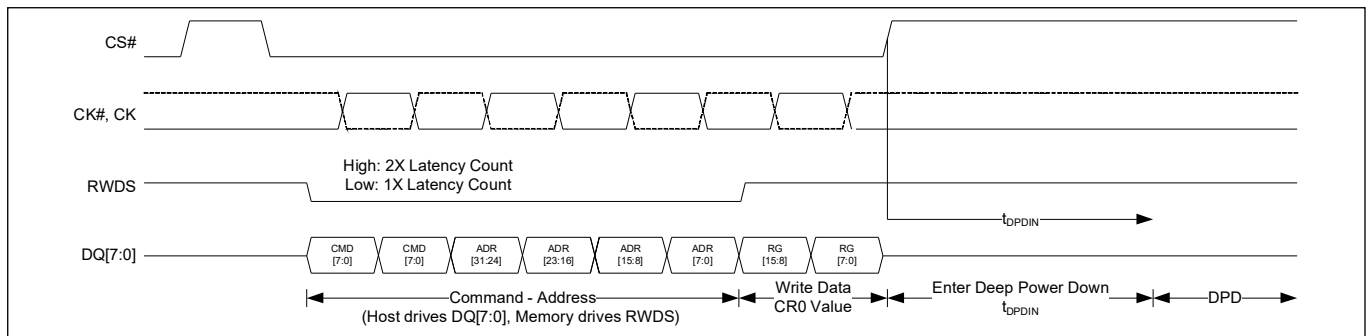 CS#
CK#, CK
High: 2X Latency Count
Low: 1X Latency Count
RWDS
tDPDIN
DQ[7:0]
CMD
[7:0]
CMD
[7:0]
ADR
[31:24]
ADR
[23:16]
ADR
[15:8]
ADR
[7:0]
RG
[15:8]
RG
[7:0]
Command - Address
(Host drives DQ[7:0], Memory drives RWDS)
Write Data
CR0 Value
Enter Deep Power Down
tDPDIN
DPD